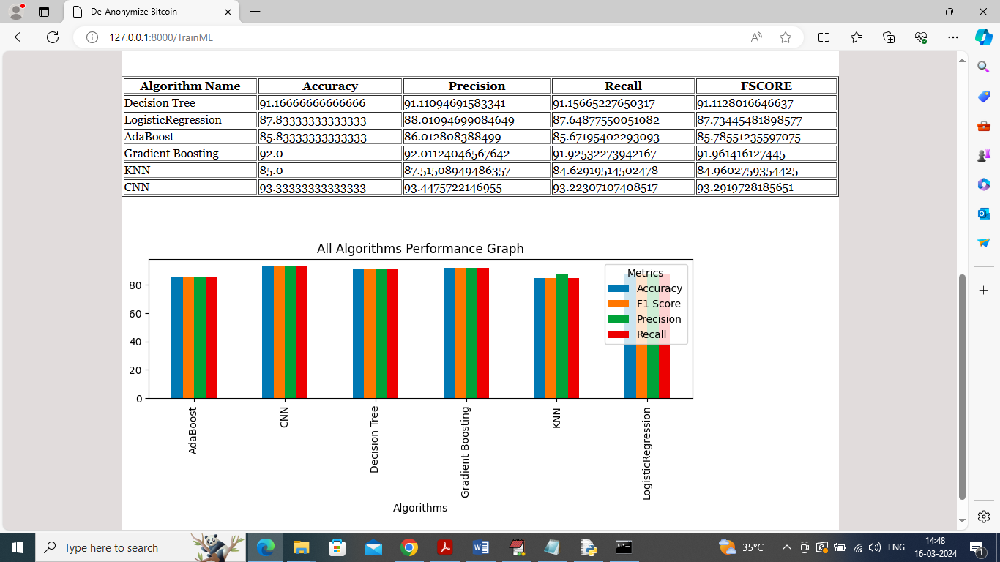 De-Anonymize Bitcoin
127.0.0.1:8000/TrainML
Algorithm Name Accuracy Precision Recall FSCORE
Decision Tree 91.16666666666666 91.11094691583341 91.15665227650317 91.1128016646637
LogisticRegression 87.83333333333333 88.01094699084649 87.64877550051082 87.73445481898577
AdaBoost 85.83333333333333 86.012808388499 85.67195402293093 85.78551235597075
Gradient Boosting 92.0 92.01124046567642 91.92532273942167 91.961416127445
KNN 85.0 87.51508949486357 84.62919514502478 84.9602759354425
CNN 93.33333333333333 93.4475722146955 93.22307107408517 93.2919728185651
All Algorithms Performance Graph
80
60
40
20
0
Metrics
Accuracy
F1 Score
Precision
Recall
AdaBoost
CNN
Decision Tree
Gradient Boosting
KNN
LogisticRegression
Algorithms
Type here to search
35°C
ENG
14:48
16-03-2024
1